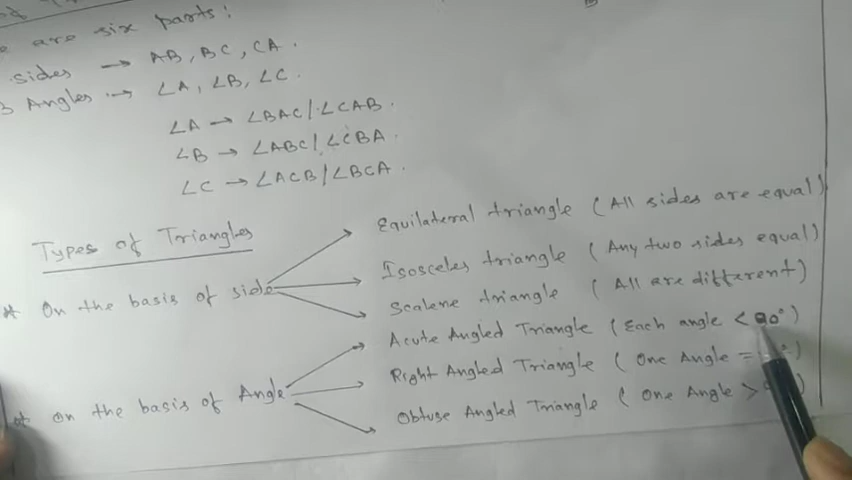 are six parts:
sides → AB, BC, CA.
3 Angles → ∠A, ∠B, ∠C.
∠A → ∠BAC/∠CAB.
∠B → ∠ABC/∠CBA.
∠C → ∠ACB/∠BCA.
Types of Triangles
* On the basis of side
Equilateral triangle (All sides are equal)
Isosceles triangle (Any two sides equal)
Scalene triangle (All are different)
* On the basis of Angle
Acute Angled Triangle (Each angle < 90°)
Right Angled Triangle (One Angle =
Obtuse Angled Triangle (One Angle >